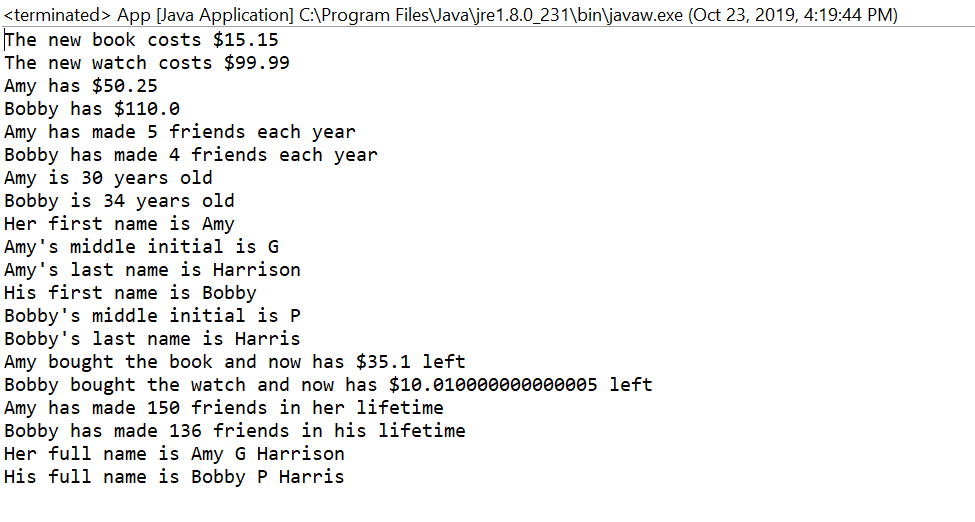 <terminated> App [Java Application] C:\Program Files\Java\jre1.8.0_231\bin\javaw.exe (Oct 23, 2019, 4:19:44 PM)
The new book costs $15.15
The new watch costs $99.99
Amy has $50.25
Bobby has $110.0
Amy has made 5 friends each year
Bobby has made 4 friends each year
Amy is 30 years old
Bobby is 34 years old
Her first name is Amy
Amy's middle initial is G
Amy's last name is Harrison
His first name is Bobby
Bobby's middle initial is P
Bobby's last name is Harris
Amy bought the book and now has $35.1 left
Bobby bought the watch and now has $10.010000000000005 left
Amy has made 150 friends in her lifetime
Bobby has made 136 friends in his lifetime
Her full name is Amy G Harrison
His full name is Bobby P Harris